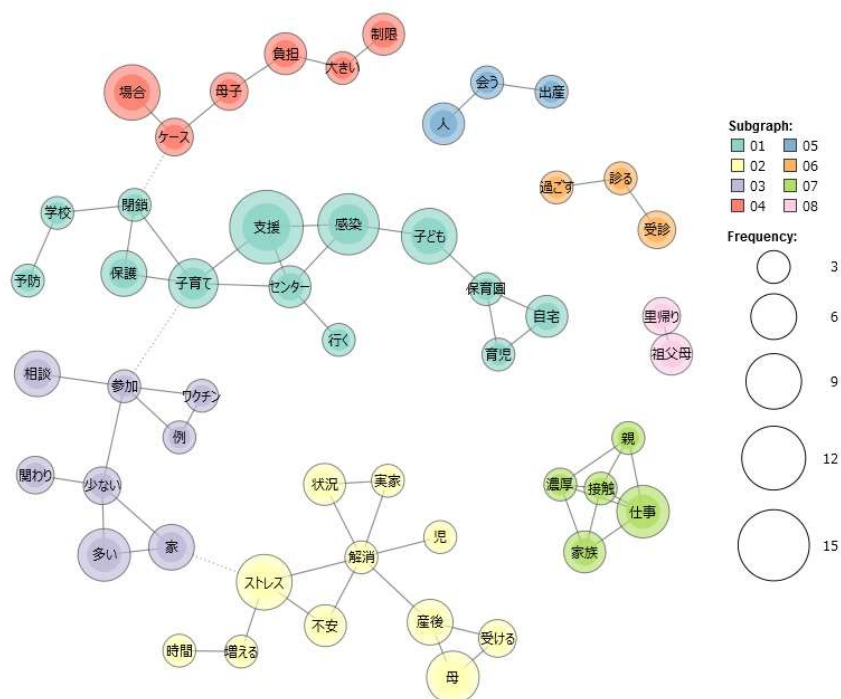 制限
負担
大きい
場合
母子
ケース
会う
出産
人
Subgraph:
01 05
02 06
03 07
04 08
過ごす
診る
受診
学校
閉鎖
支援
感染
子ども
予防
保護
子育て
センター
保育園
自宅
行く
育児
Frequency:
3
6
9
12
15
里帰り
祖父母
相談
参加
ワクチン
例
関わり
少ない
多い
家
状況
実家
児
解消
ストレス
不安
産後
受ける
時間
増える
母
親
濃厚
接触
仕事
家族